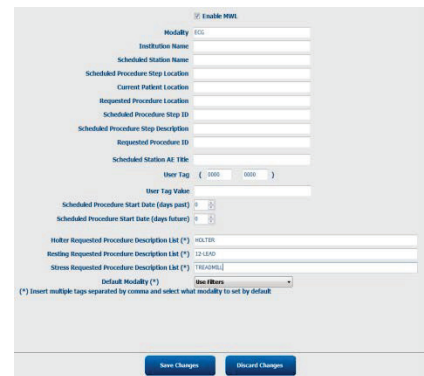 Enable MWL
Modality ECG
Institution Name
Scheduled Station Name
Scheduled Procedure Step Location
Current Patient Location
Requested Procedure Location
Scheduled Procedure Step ID
Scheduled Procedure Step Description
Requested Procedure ID
Scheduled Station AE Title
User Tag ( 0000 0000 )
User Tag Value
Scheduled Procedure Start Date (days past) 0
Scheduled Procedure Start Date (days future) 0
Holter Requested Procedure Description List (*) HOLTER
Resting Requested Procedure Description List (*) 12-LEAD
Stress Requested Procedure Description List (*) TREADMILL
Default Modality (*) Use Filters
(*) Insert multiple tags separated by comma and select what modality to set by default
Save Changes Discard Changes